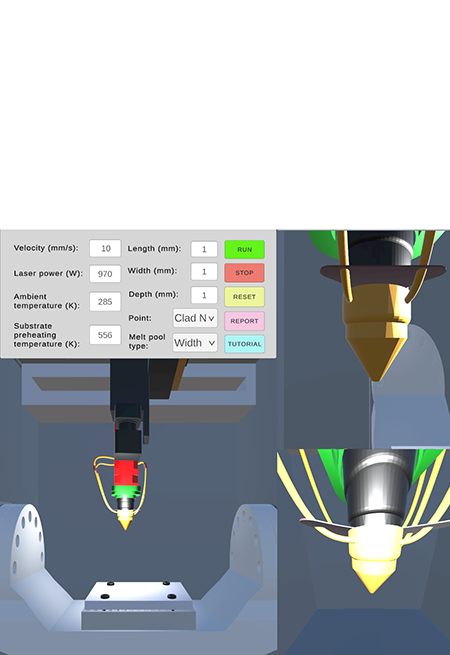 Velocity (mm/s): 10 Length (mm): 1 RUN
Laser power (W): 970 Width (mm): 1 STOP
Ambient
temperature (K): 285 Depth (mm): 1 RESET
Point: Clad N REPORT
Substrate
preheating
temperature (K): 556 Melt pool
type: Width TUTORIAL